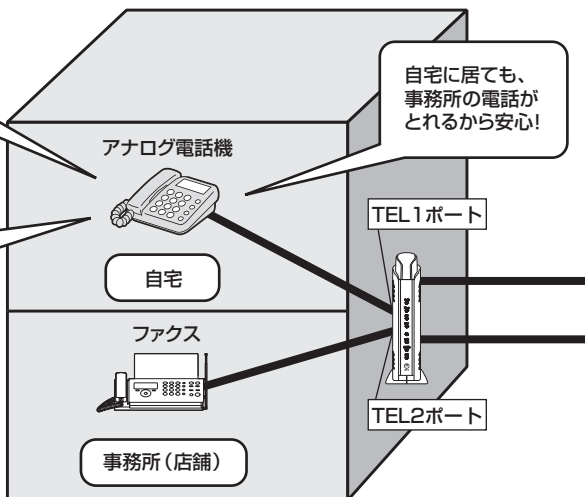 自宅に居ても、
事務所の電話が
とれるから安心!
アナログ電話機
TEL1ポート
自宅
ファクス
TEL2ポート
事務所(店舗)